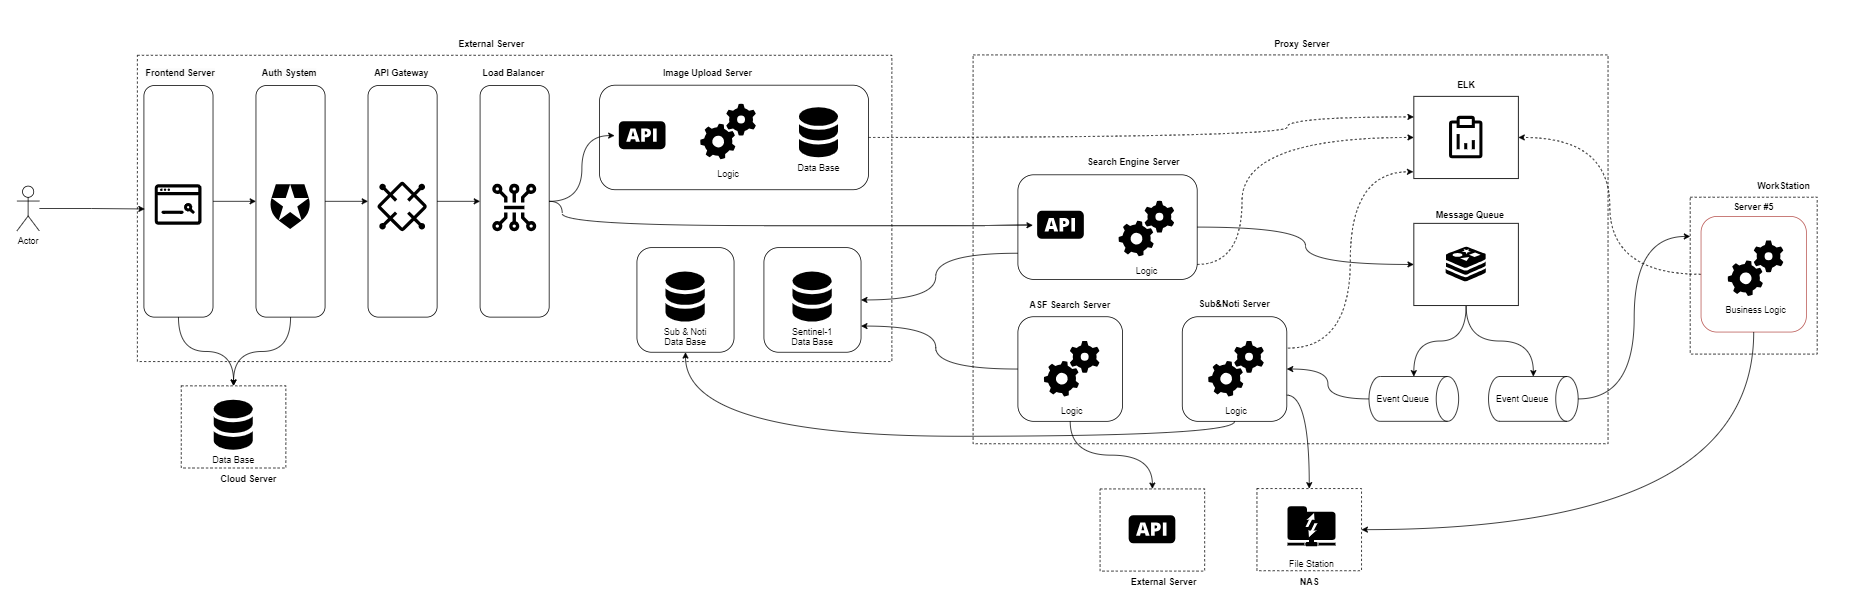 External Server
Proxy Server
Frontend Server
Auth System
API Gateway
Load Balancer
Image Upload Server
ELK
API
Logic
Data Base
Search Engine Server
WorkStation
Server #5
API
Logic
Message Queue
Actor
Business Logic
Sub & Noti
Data Base
Sentinel-1
Data Base
ASF Search Server
Sub&Noti Server
Logic
Logic
Event Queue
Event Queue
Data Base
Cloud Server
API
External Server
File Station
NAS